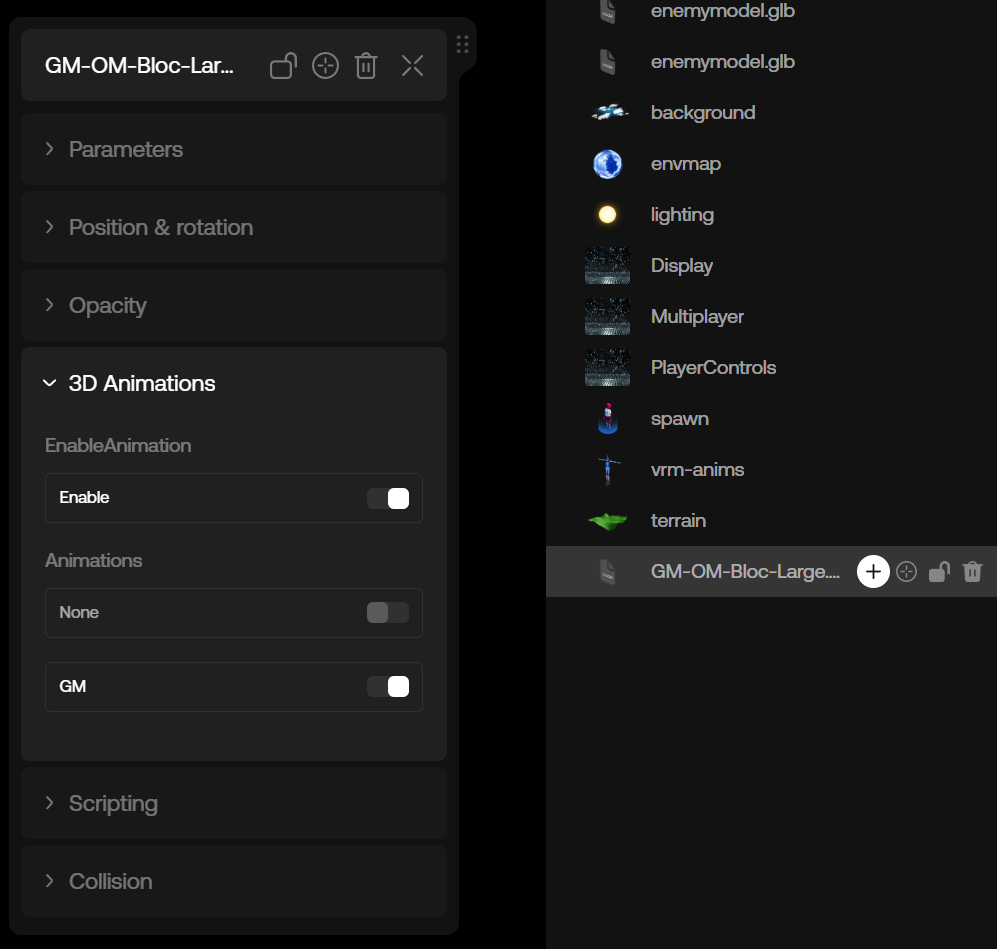 GM-OM-Bloc-Lar...
Parameters
Position & rotation
Opacity
3D Animations
EnableAnimation
Enable
Animations
None
GM
Scripting
Collision
enemymodel.glb
enemymodel.glb
background
envmap
lighting
Display
Multiplayer
PlayerControls
spawn
vrm-anims
terrain
GM-OM-Bloc-Large....